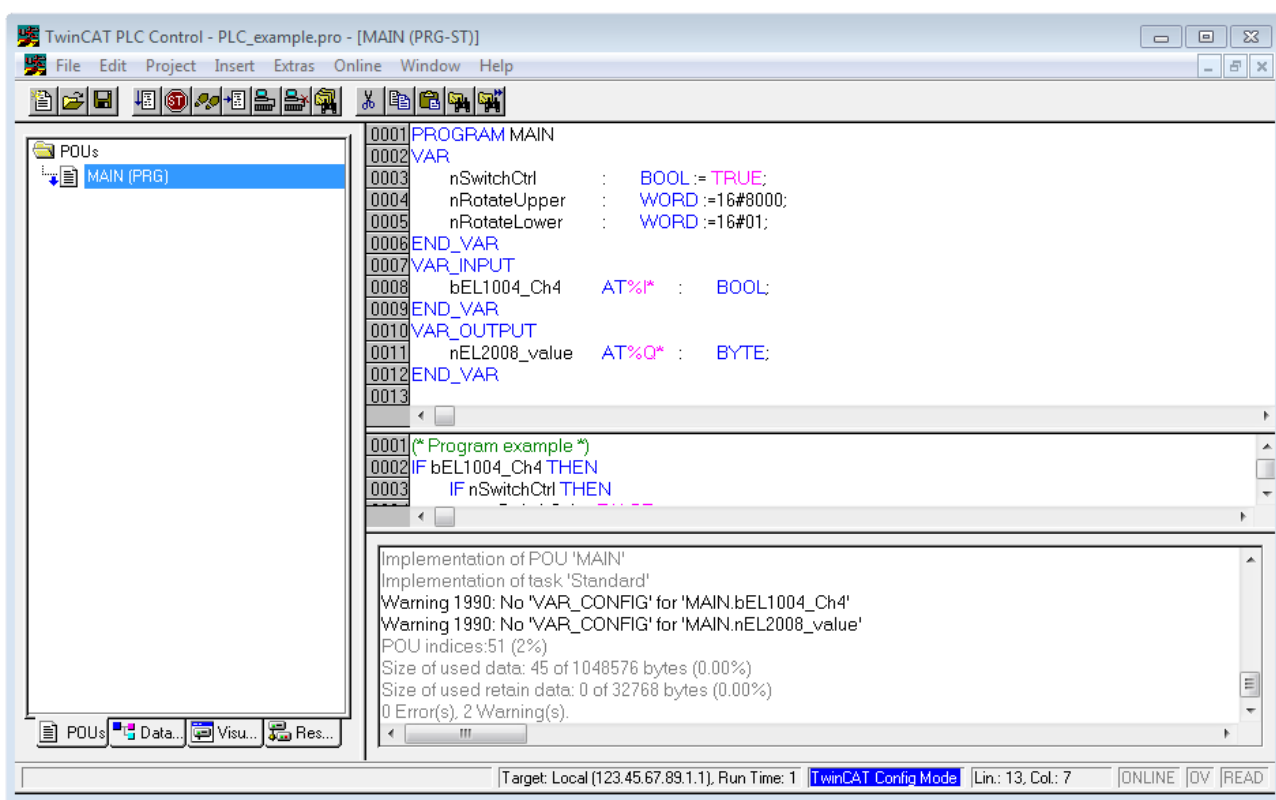 TwinCAT PLC Control - PLC_example.pro - [MAIN (PRG-ST)]
File Edit Project Insert Extras Online Window Help
POUs
MAIN (PRG)
0001 PROGRAM MAIN
0002 VAR
0003 nSwitchCtrl : BOOL := TRUE;
0004 nRotateUpper : WORD :=16#8000;
0005 nRotateLower : WORD :=16#01;
0006 END_VAR
0007 VAR_INPUT
0008 bEL1004_Ch4 AT%I* : BOOL;
0009 END_VAR
0010 VAR_OUTPUT
0011 nEL2008_value AT%Q* : BYTE;
0012 END_VAR
0013
0001 (* Program example *)
0002 IF bEL1004_Ch4 THEN
0003 IF nSwitchCtrl THEN
Implementation of POU 'MAIN'
Implementation of task 'Standard'
Warning 1990: No 'VAR_CONFIG' for 'MAIN.bEL1004_Ch4'
Warning 1990: No 'VAR_CONFIG' for 'MAIN.nEL2008_value'
POU indices:51 (2%)
Size of used data: 45 of 1048576 bytes (0.00%)
Size of used retain data: 0 of 32768 bytes (0.00%)
0 Error(s), 2 Warning(s).
POUs Data... Visu... Res...
Target: Local (123.45.67.89.1.1), Run Time: 1 TwinCAT Config Mode Lin.: 13, Col.: 7 ONLINE OV READ